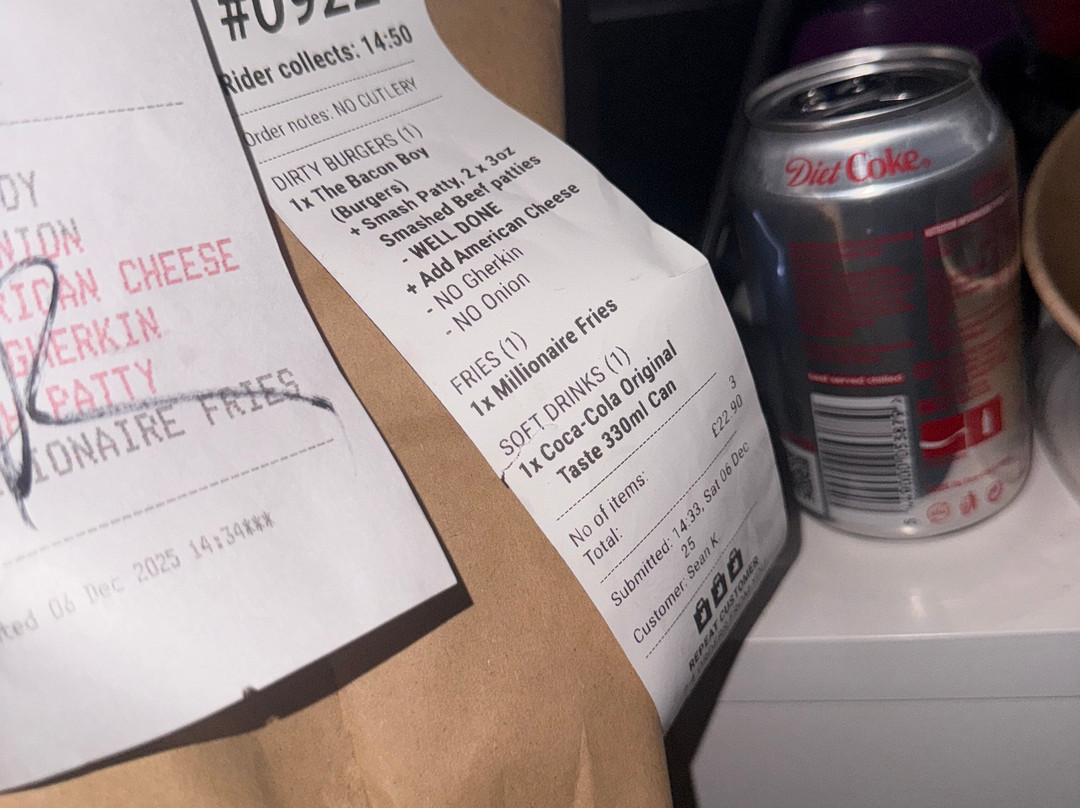 #0922
Rider collects: 14:50
Order notes: NO CUTLERY
DIRTY BURGERS (1)
1x The Bacon Boy
(Burgers)
+ Smash Patty, 2 x 3oz
Smashed Beef patties
- WELL DONE
+ Add American Cheese
- NO Gherkin
- NO Onion
FRIES (1)
1x Millionaire Fries
SOFT DRINKS (1)
1x Coca-Cola Original
Taste 330ml Can
No of items: 3
Total: £22.90
Submitted: 14:33, Sat 06 Dec
25
Customer: Sean K
REPEAT CUSTOMER
OY
NION
RICAN CHEESE
GHERKIN
PATTY
IONAIRE FRIES
ted 06 Dec 2025 14:34***
Diet Coke
Best served chilled